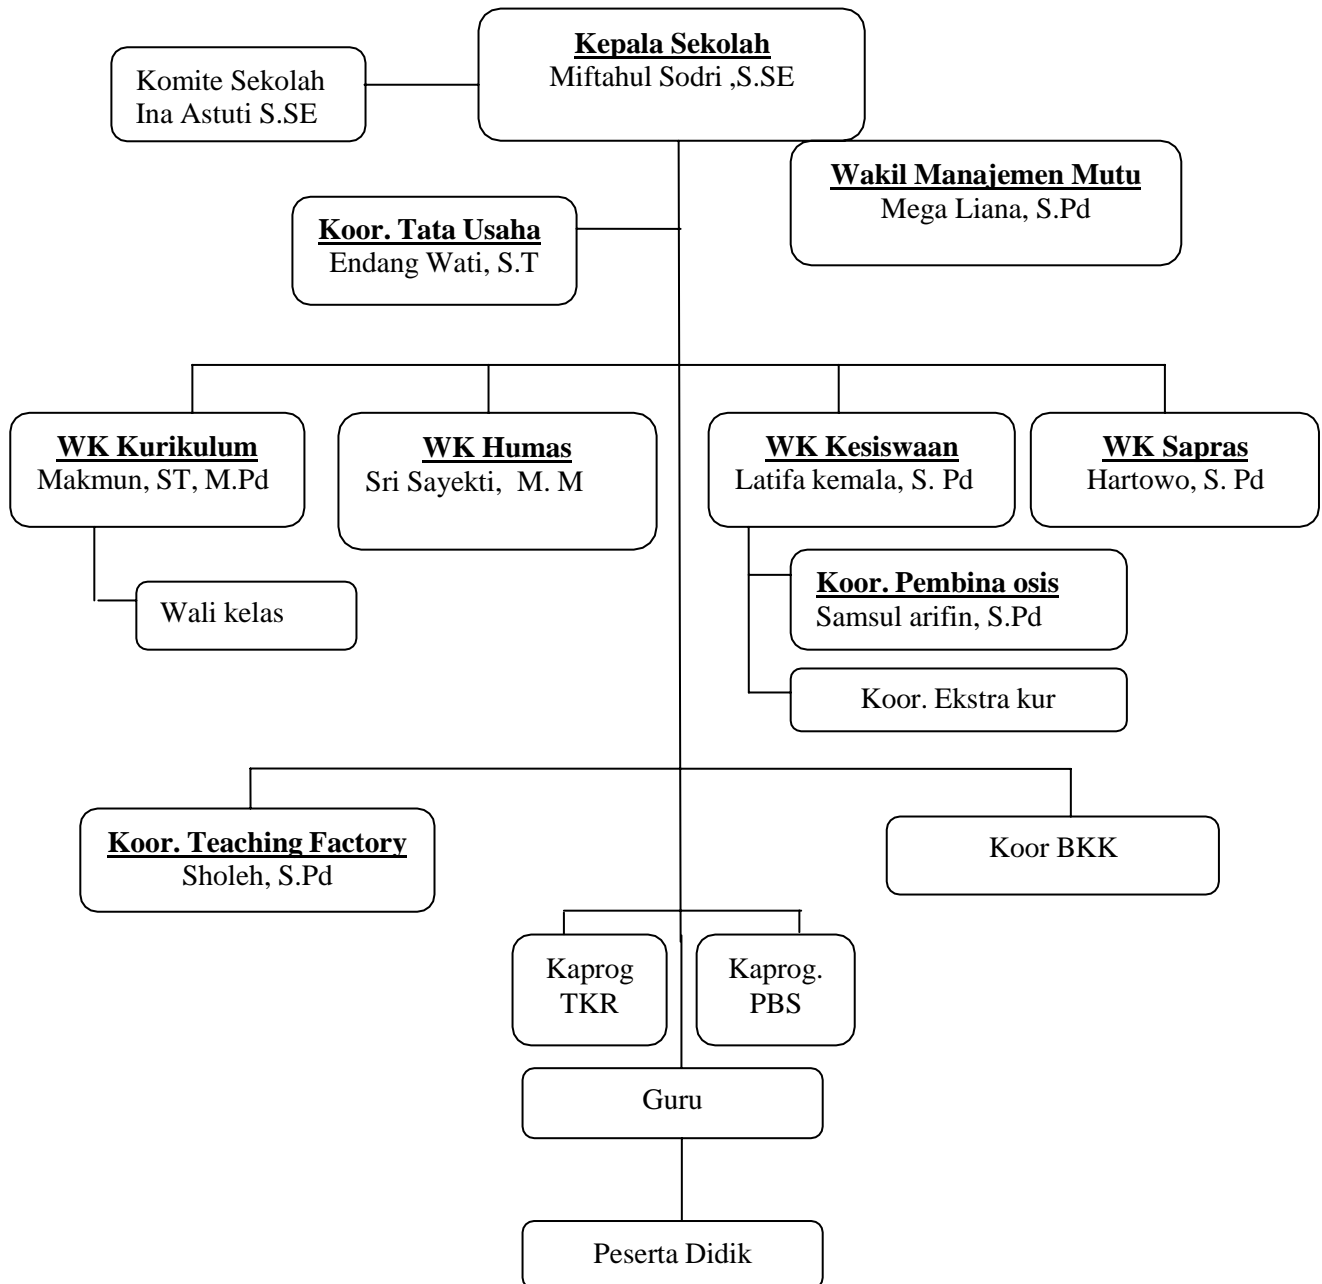 Kepala Sekolah
Miftahul Sodri ,S.SE
Komite Sekolah
Ina Astuti S.SE
Wakil Manajemen Mutu
Mega Liana, S.Pd
Koor. Tata Usaha
Endang Wati, S.T
WK Kurikulum
Makmun, ST, M.Pd
WK Humas
Sri Sayekti, M. M
WK Kesiswaan
Latifa kemala, S. Pd
WK Sapras
Hartowo, S. Pd
Wali kelas
Koor. Pembina osis
Samsul arifin, S.Pd
Koor. Ekstra kur
Koor. Teaching Factory
Sholeh, S.Pd
Koor BKK
Kaprog
TKR
Kaprog.
PBS
Guru
Peserta Didik